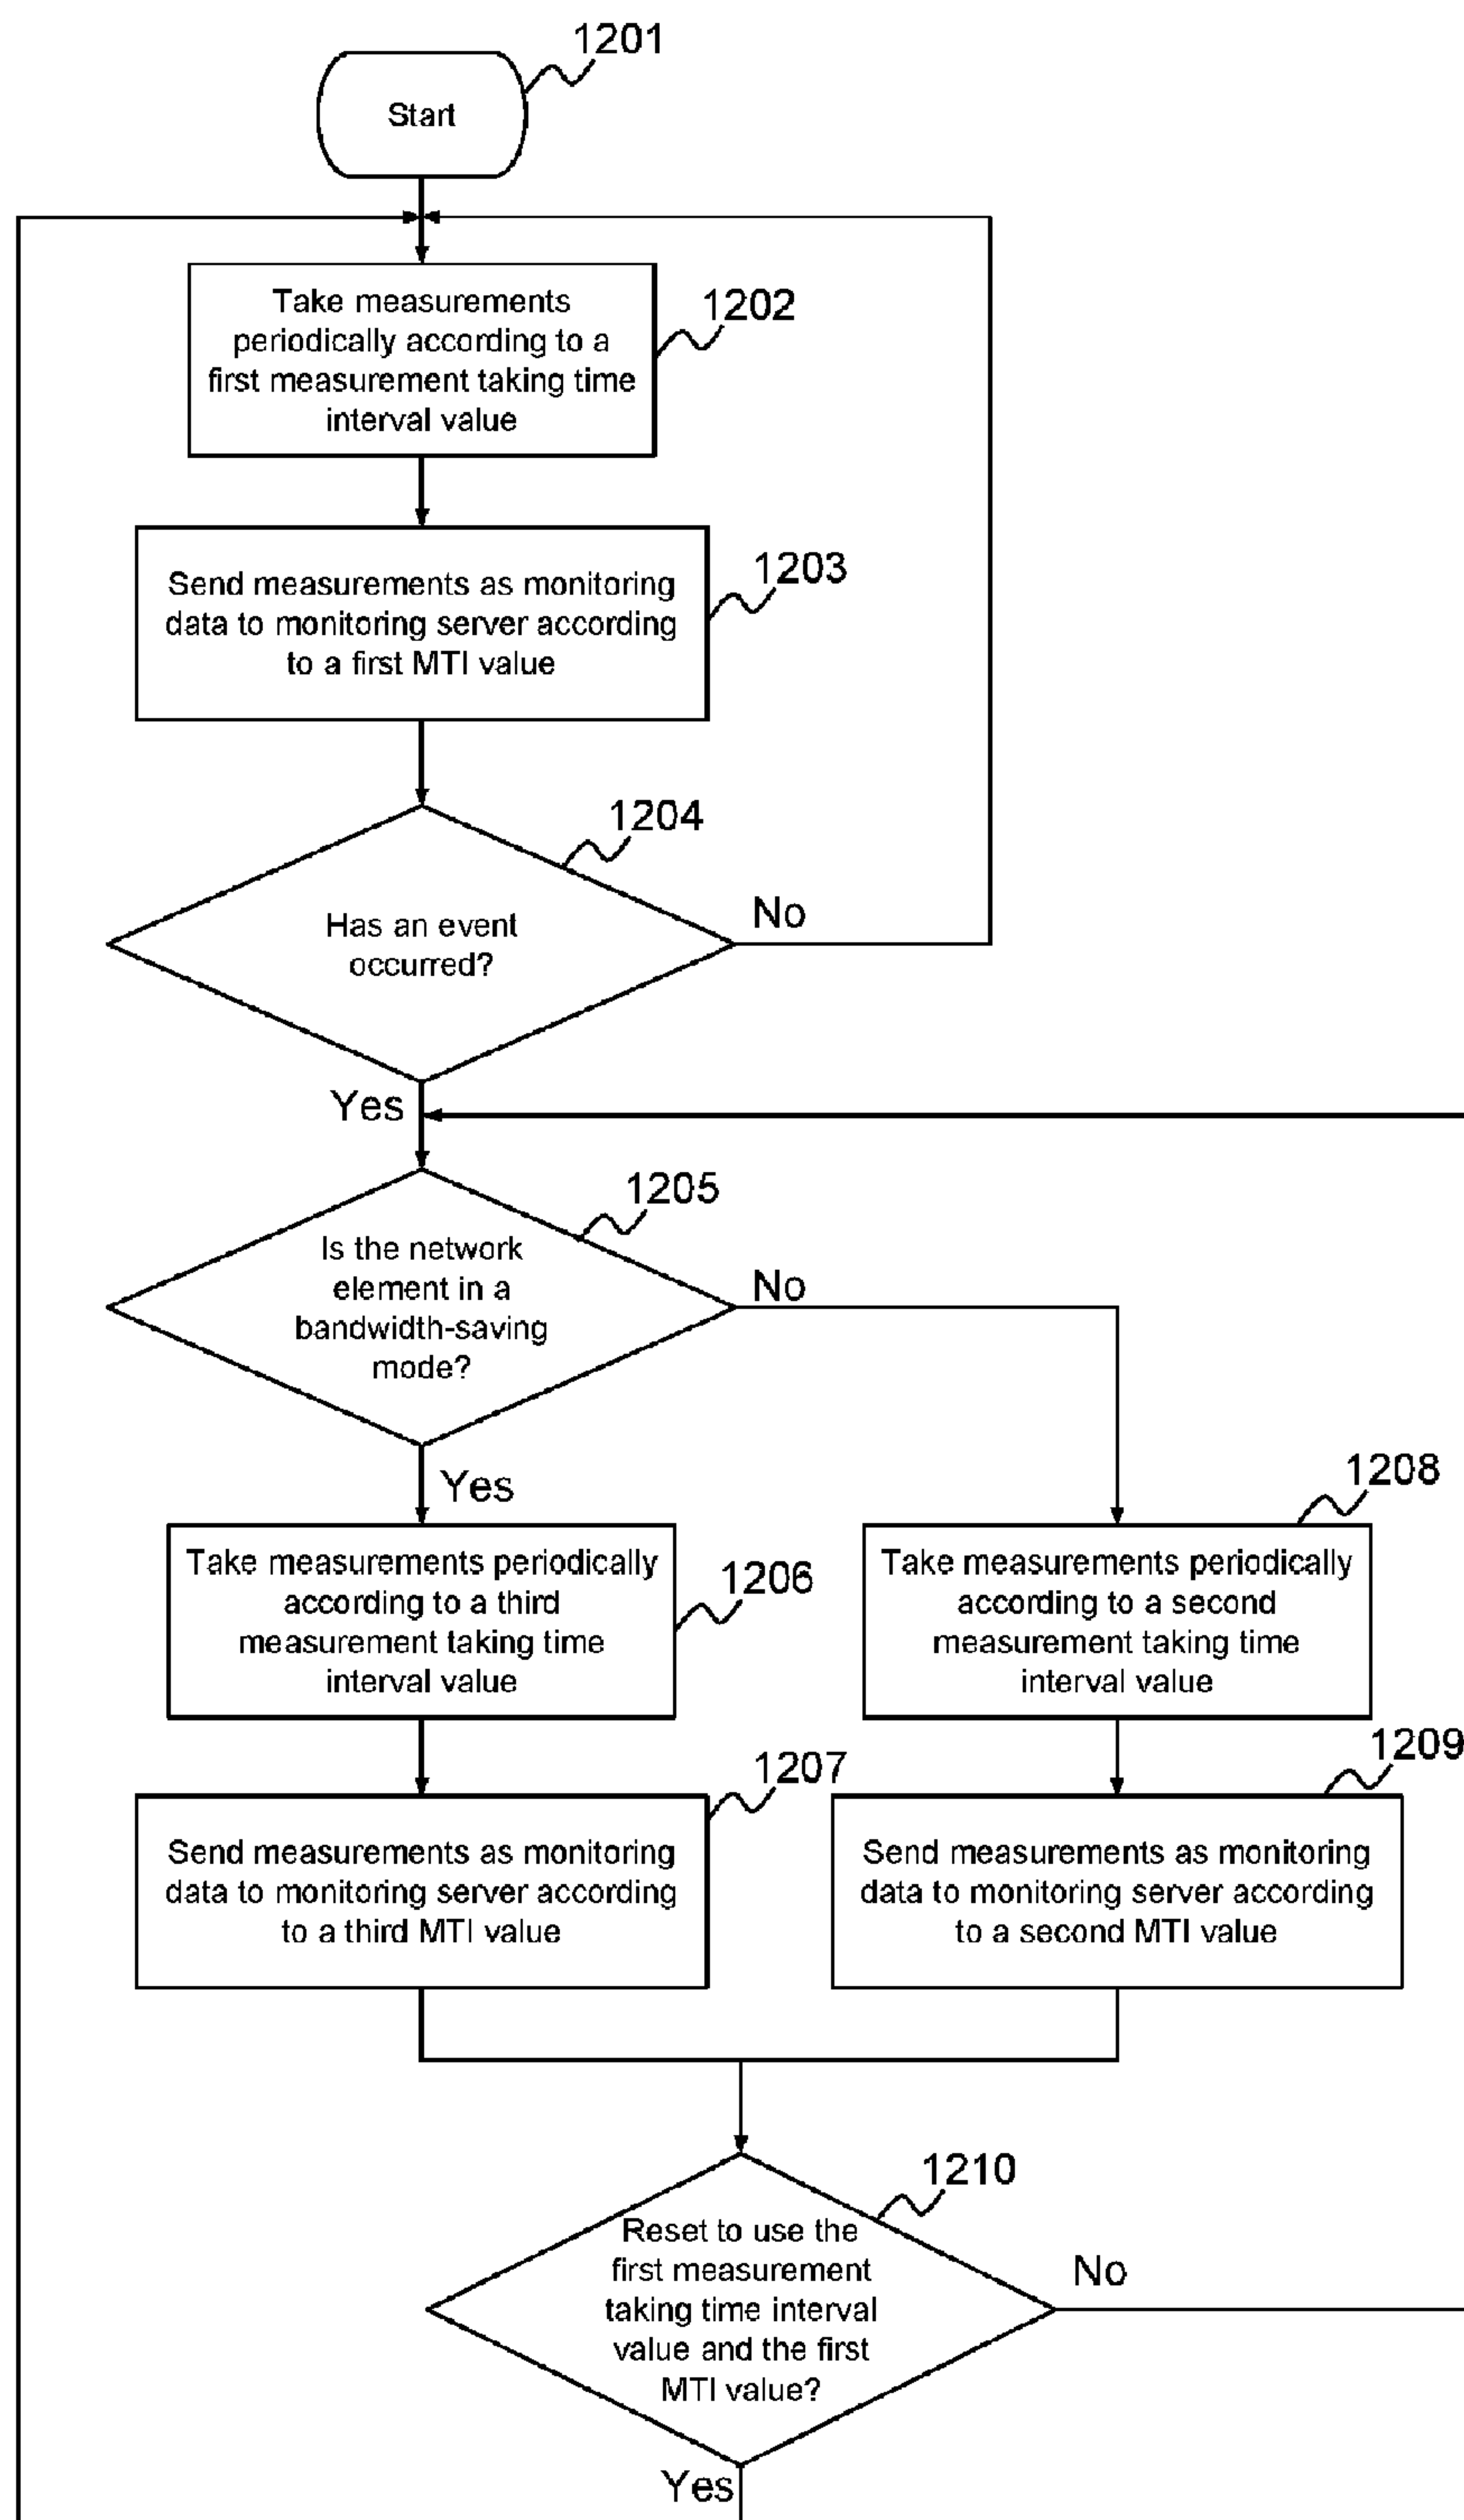 1201
Start
Take measurements
periodically according to a
first measurement taking time
interval value
1202
Send measurements as monitoring
data to monitoring server according
to a first MTI value
1203
1204
Has an event
occurred?
No
Yes
1205
Is the network
element in a
bandwidth-saving
mode?
No
Yes
1208
Take measurements periodically
according to a third
measurement taking time
interval value
1206
Take measurements periodically
according to a second
measurement taking time
interval value
1207
1209
Send measurements as monitoring
data to monitoring server according
to a third MTI value
Send measurements as monitoring
data to monitoring server according
to a second MTI value
1210
Reset to use the
first measurement
taking time interval
value and the first
MTI value?
No
Yes